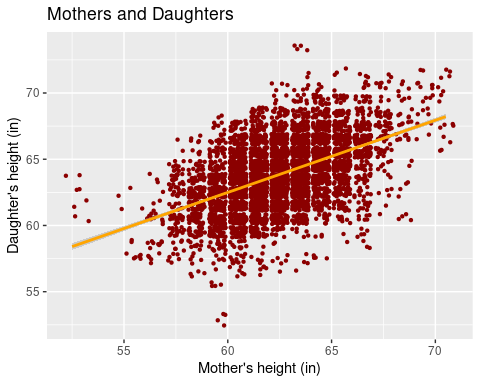 Mothers and Daughters
Daughter's height (in)
70
65
60
55
55 60 65 70
Mother's height (in)